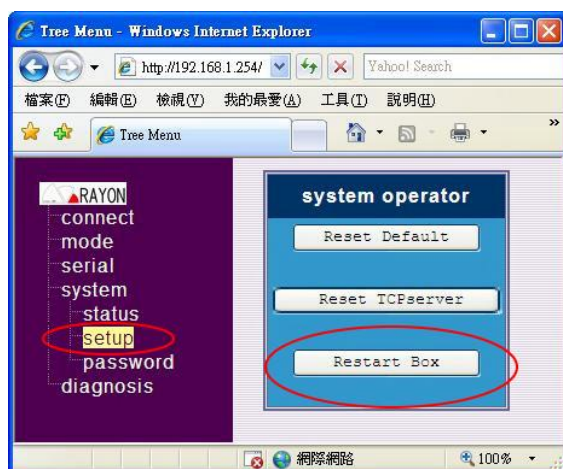 Tree Menu - Windows Internet Explorer
http://192.168.1.254/
Yahoo! Search
檔案(F) 編輯(E) 檢視(V) 我的最愛(A) 工具(T) 說明(H)
Tree Menu
»
RAYON
connect
mode
serial
system
status
setup
password
diagnosis
system operator
Reset Default
Reset TCPserver
Restart Box
網際網路
100%